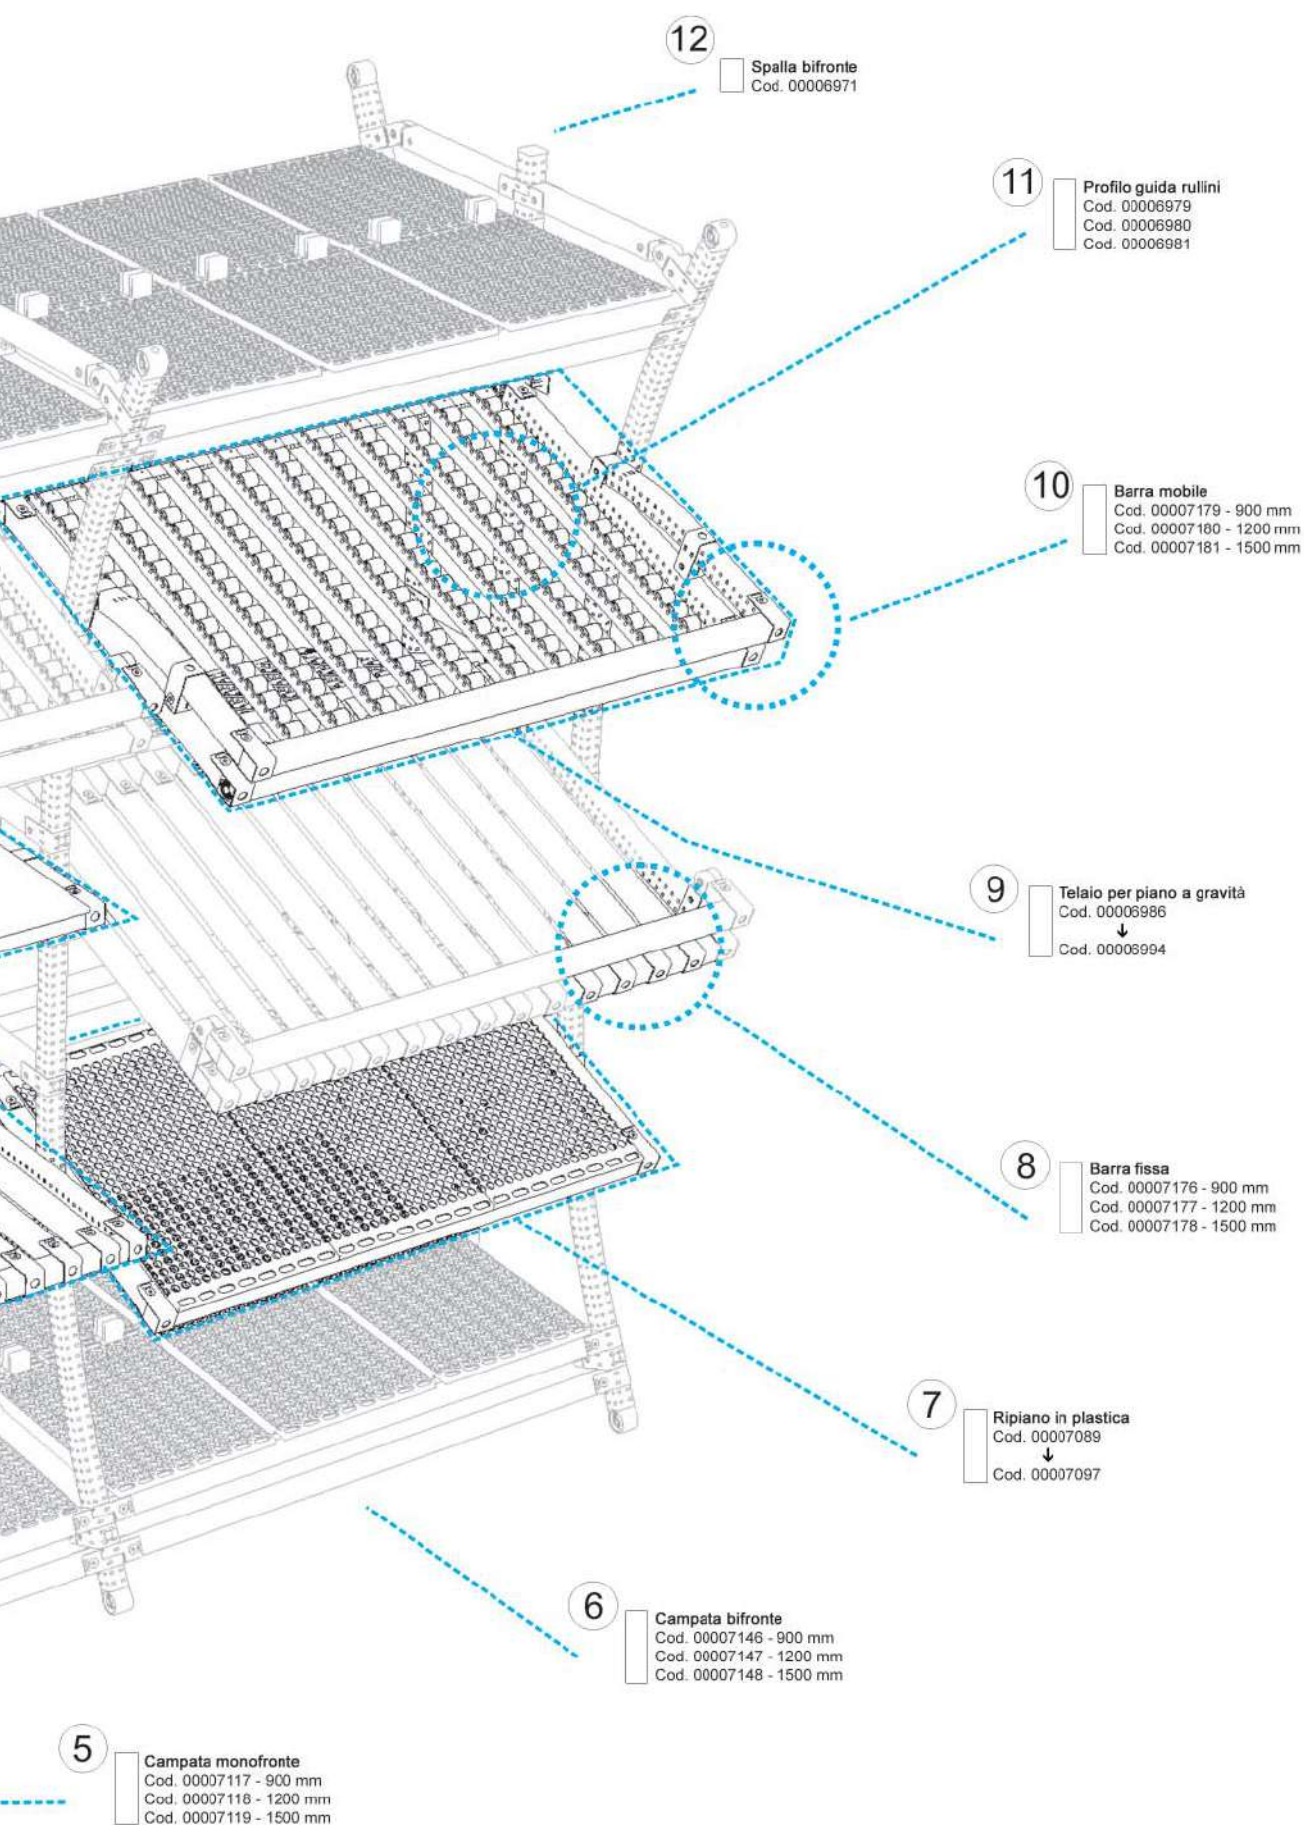 12
Spalla bifronte
Cod. 00006971
11
Profilo guida rullini
Cod. 00006979
Cod. 00006980
Cod. 00006981
10
Barra mobile
Cod. 00007179 - 900 mm
Cod. 00007180 - 1200 mm
Cod. 00007181 - 1500 mm
9
Telaio per piano a gravità
Cod. 00006986
↓
Cod. 00006994
8
Barra fissa
Cod. 00007176 - 900 mm
Cod. 00007177 - 1200 mm
Cod. 00007178 - 1500 mm
7
Ripiano in plastica
Cod. 00007089
↓
Cod. 00007097
6
Campata bifronte
Cod. 00007146 - 900 mm
Cod. 00007147 - 1200 mm
Cod. 00007148 - 1500 mm
5
Campata monofronte
Cod. 00007117 - 900 mm
Cod. 00007118 - 1200 mm
Cod. 00007119 - 1500 mm